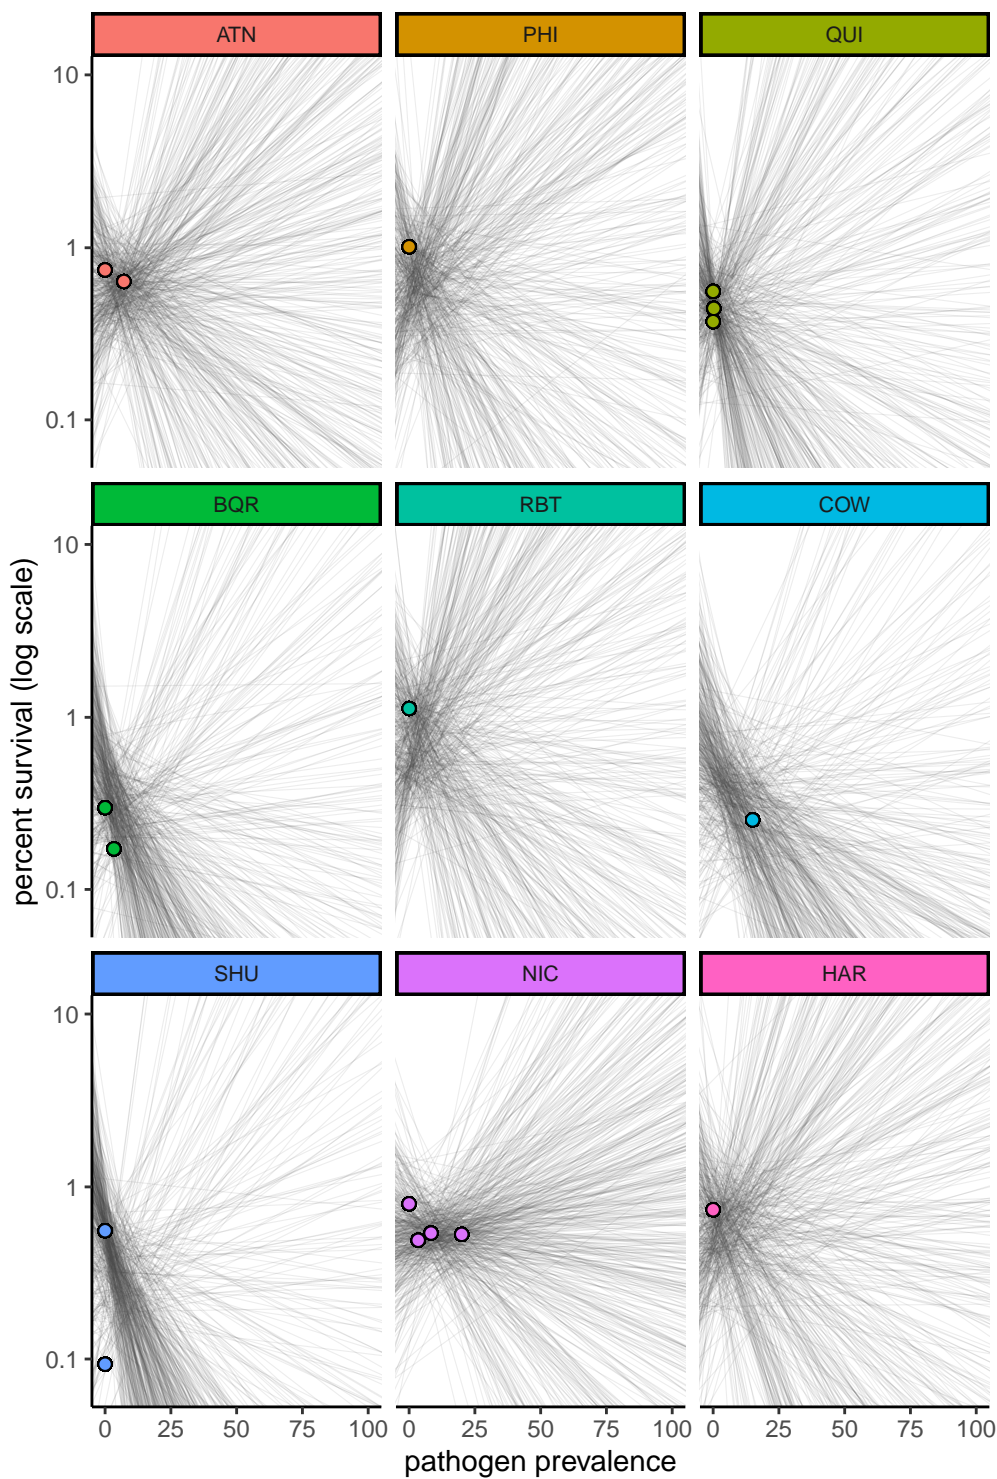 ATN PHI QUI
10
1
0.1
BQR RBT COW
10
1
0.1
percent survival (log scale)
SHU NIC HAR
10
1
0.1
0 25 50 75 100 0 25 50 75 100 0 25 50 75 100
pathogen prevalence